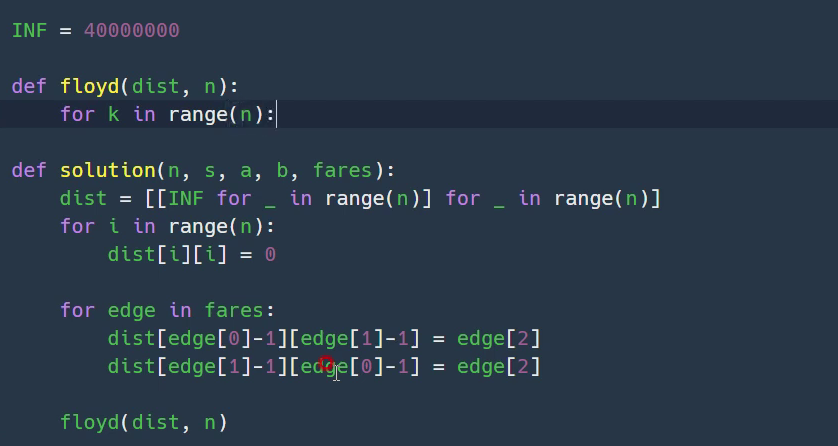 INF = 40000000
def floyd(dist, n):
    for k in range(n):
def solution(n, s, a, b, fares):
    dist = [[INF for _ in range(n)] for _ in range(n)]
    for i in range(n):
        dist[i][i] = 0
    for edge in fares:
        dist[edge[0]-1][edge[1]-1] = edge[2]
        dist[edge[1]-1][edge[0]-1] = edge[2]
    floyd(dist, n)